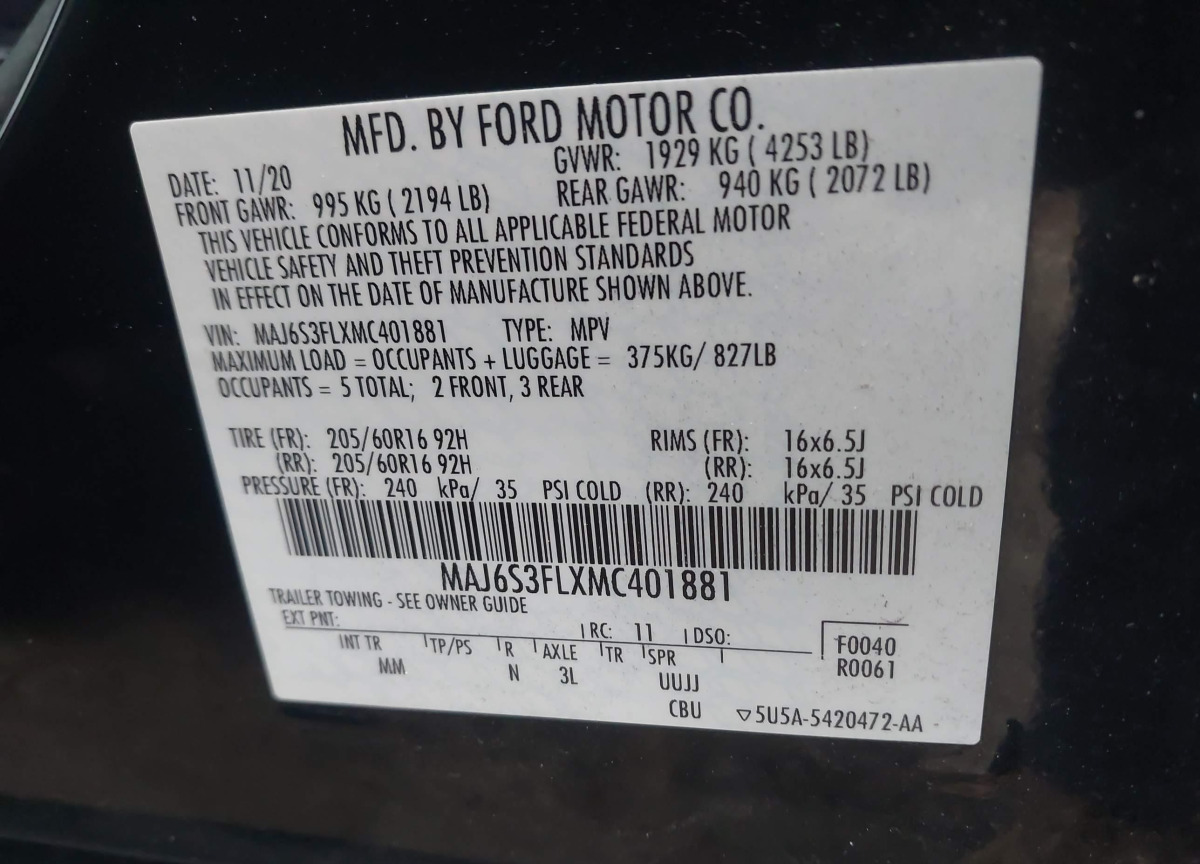 MFD. BY FORD MOTOR CO.
DATE: 11/20 GVWR: 1929 KG ( 4253 LB)
FRONT GAWR: 995 KG ( 2194 LB) REAR GAWR: 940 KG ( 2072 LB)
THIS VEHICLE CONFORMS TO ALL APPLICABLE FEDERAL MOTOR
VEHICLE SAFETY AND THEFT PREVENTION STANDARDS
IN EFFECT ON THE DATE OF MANUFACTURE SHOWN ABOVE.
VIN: MAJ6S3FLXMC401881 TYPE: MPV
MAXIMUM LOAD = OCCUPANTS + LUGGAGE = 375KG/ 827LB
OCCUPANTS = 5 TOTAL; 2 FRONT, 3 REAR
TIRE (FR): 205/60R16 92H RIMS (FR): 16x6.5J
(RR): 205/60R16 92H (RR): 16x6.5J
PRESSURE (FR): 240 kPa/ 35 PSI COLD (RR): 240 kPa/ 35 PSI COLD
MAJ6S3FLXMC401881
TRAILER TOWING - SEE OWNER GUIDE
EXT PNT: RC: 11 DSO: F0040
INT TR TP/PS R AXLE TR SPR R0061
MM N 3L UUJJ
CBU ▽5U5A-5420472-AA